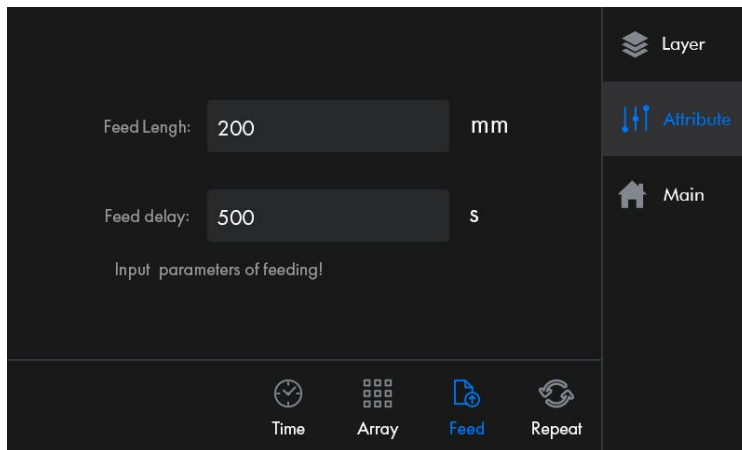 Layer
Feed Lengh: 200 mm
Attribute
Main
Feed delay: 500 s
Input parameters of feeding!
Time Array Feed Repeat